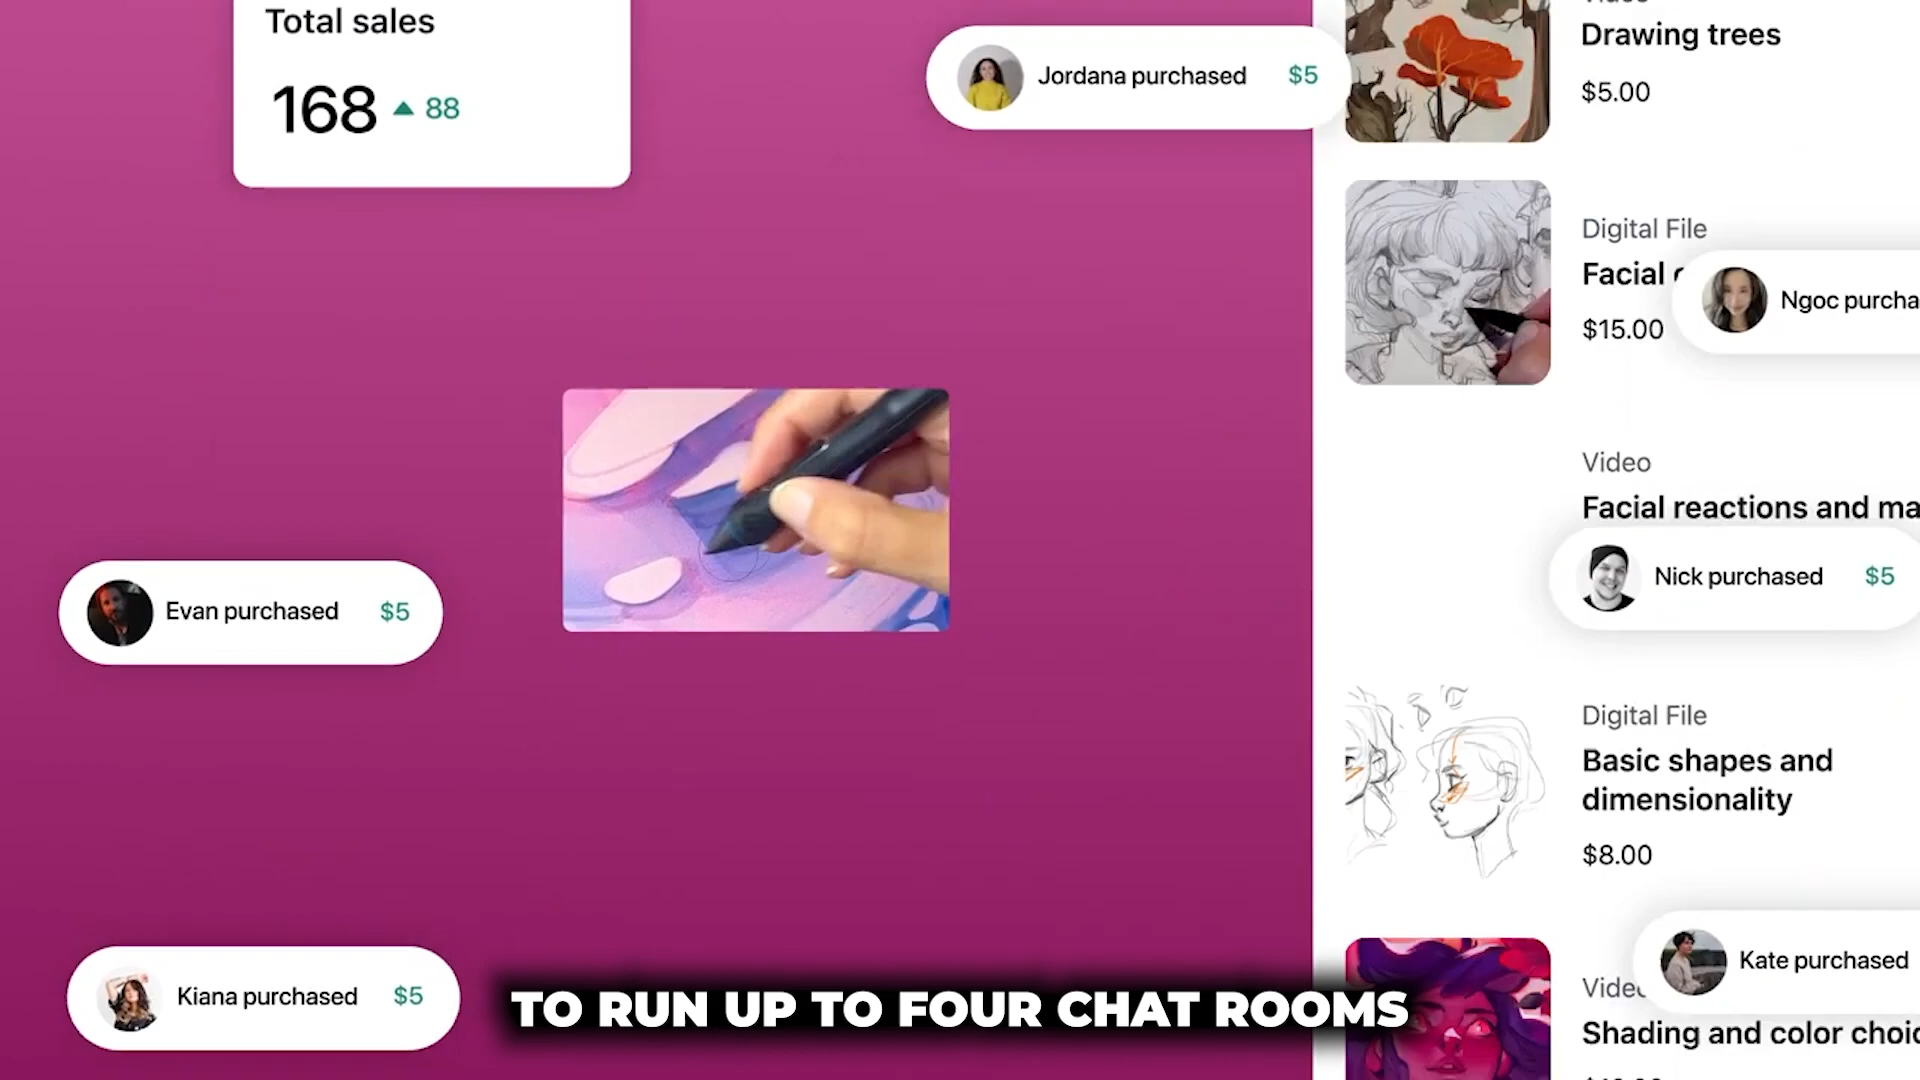 Total sales
168 88
Jordana purchased $5
Drawing trees
$5.00
Digital File
Facial
$15.00
Ngoc purcha
Video
Facial reactions and ma
Nick purchased $5
Evan purchased $5
Digital File
Basic shapes and
dimensionality
$8.00
Kate purchased
Kiana purchased $5
Video
Shading and color choic
TO RUN UP TO FOUR CHAT ROOMS